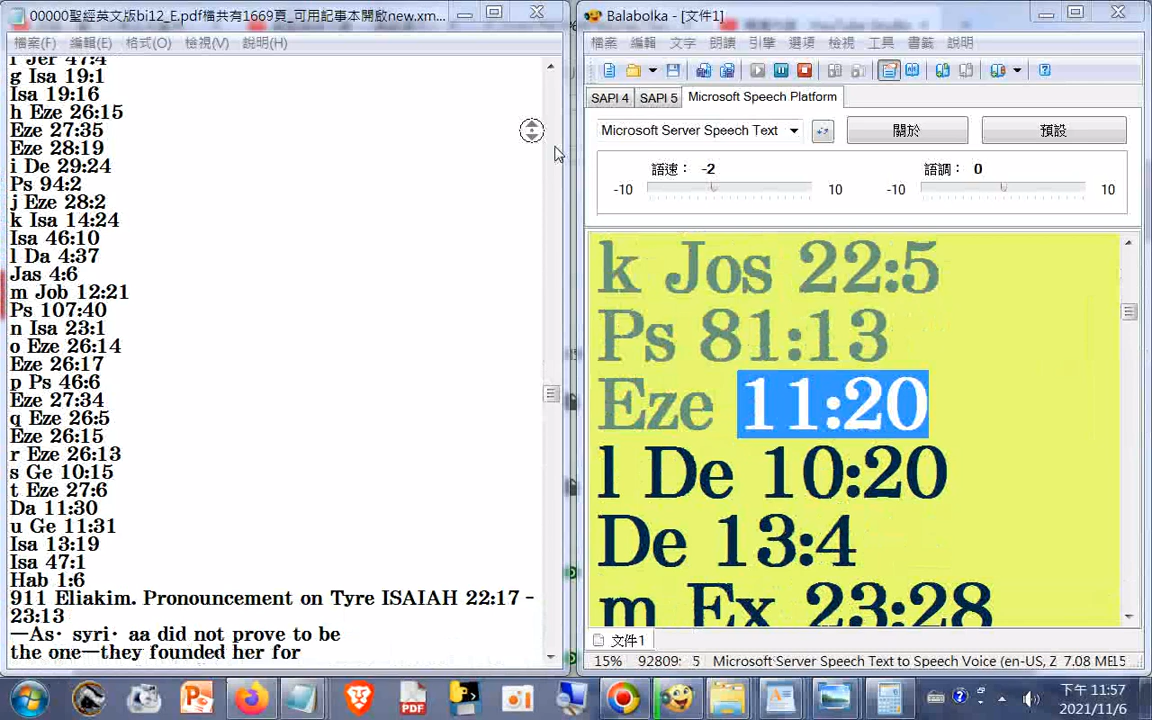 00000聖經英文版bi12_E.pdf檔共有1669頁_可用記事本開啟new.xm...
檔案(F) 編輯(E) 格式(O) 檢視(V) 說明(H)
r Jer 47:4
g Isa 19:1
Isa 19:16
h Eze 26:15
Eze 27:35
Eze 28:19
i De 29:24
Ps 94:2
j Eze 28:2
k Isa 14:24
Isa 46:10
l Da 4:37
Jas 4:6
m Job 12:21
Ps 107:40
n Isa 23:1
o Eze 26:14
Eze 26:17
p Ps 46:6
Eze 27:34
q Eze 26:5
Eze 26:15
r Eze 26:13
s Ge 10:15
t Eze 27:6
Da 11:30
u Ge 11:31
Isa 13:19
Isa 47:1
Hab 1:6
911 Eliakim. Pronouncement on Tyre ISAIAH 22:17 -
23:13
—As· syri· aa did not prove to be
the one—they founded her for
Balabolka - [文件1]
檔案 編輯 文字 朗讀 引擎 選項 檢視 工具 書籤 說明
SAPI 4 SAPI 5 Microsoft Speech Platform
Microsoft Server Speech Text 關於 預設
語速： -2 語調： 0
-10 10 -10 10
k Jos 22:5
Ps 81:13
Eze 11:20
l De 10:20
De 13:4
m Ex 23:28
文件1
15% 92809: 5 Microsoft Server Speech Text to Speech Voice (en-US, Z 7.08 ME
下午 11:57
2021/11/6